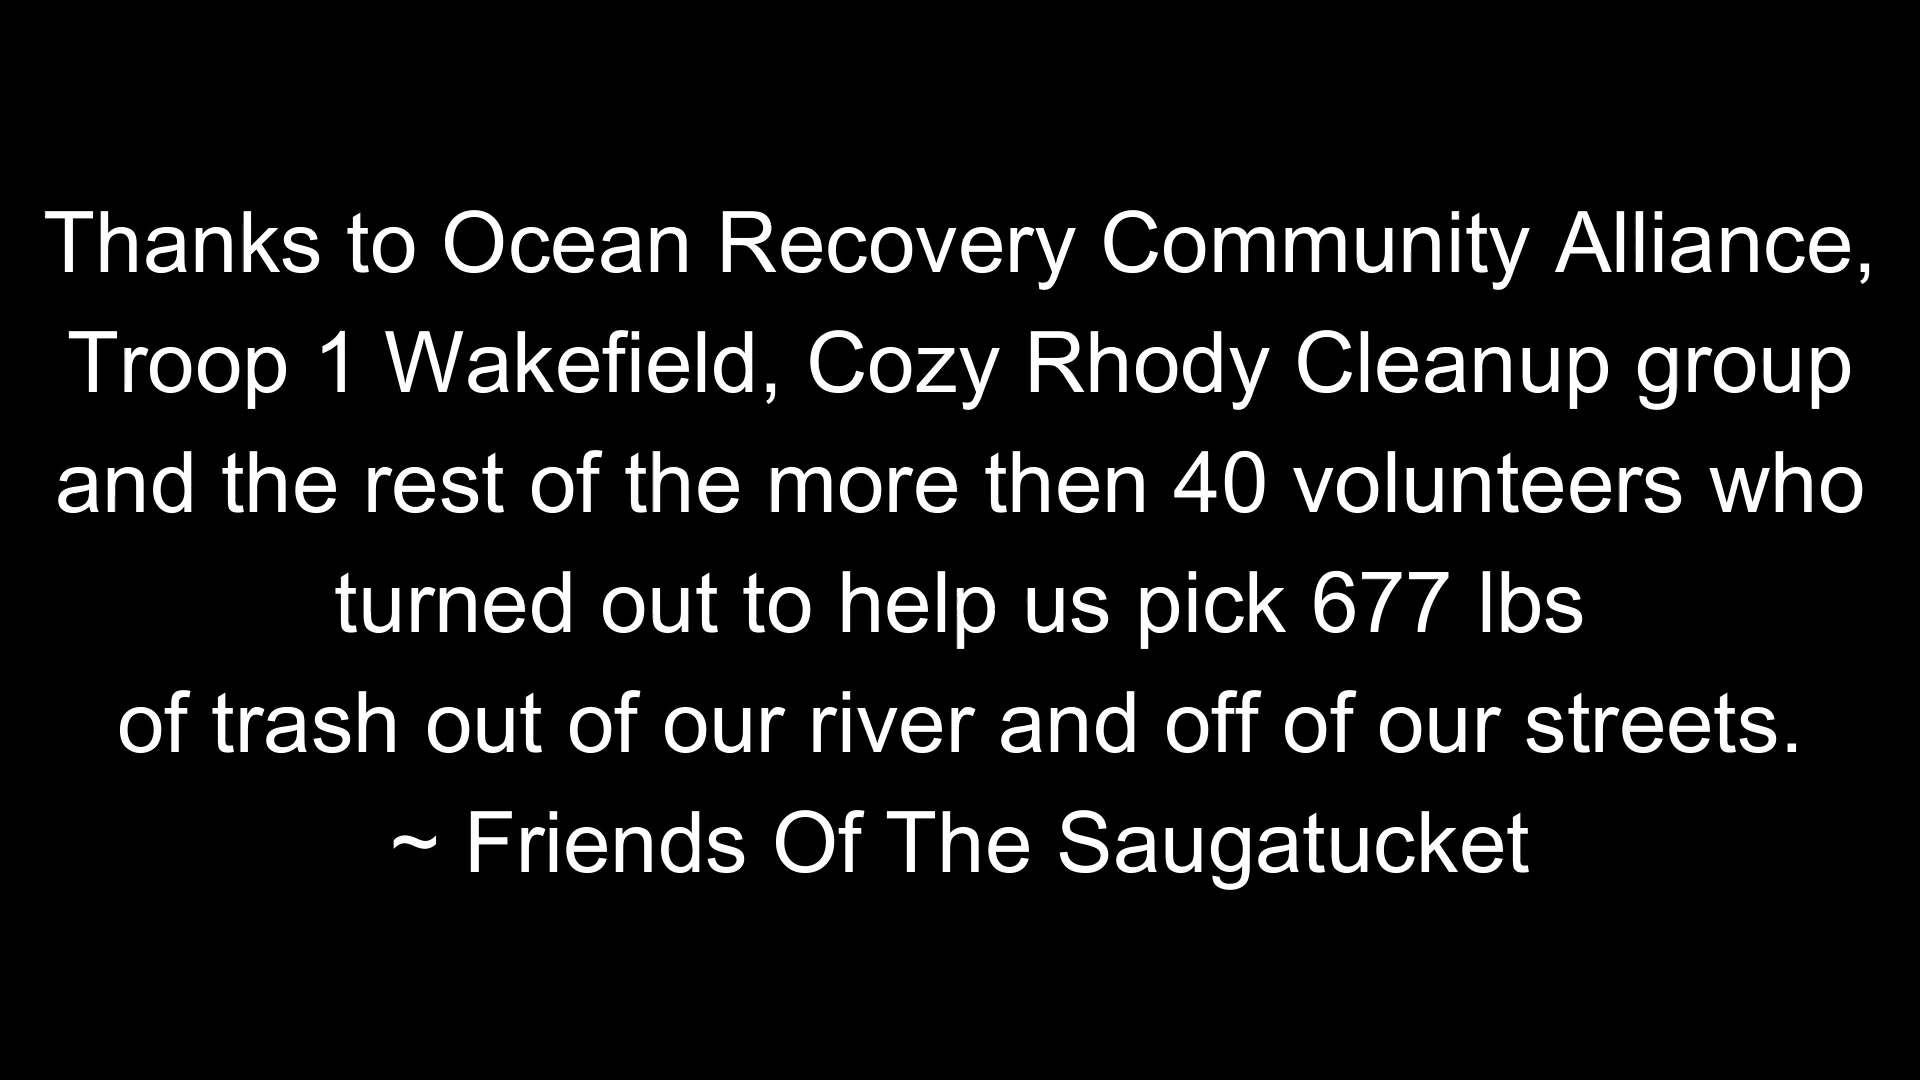 Thanks to Ocean Recovery Community Alliance,
Troop 1 Wakefield, Cozy Rhody Cleanup group
and the rest of the more then 40 volunteers who
turned out to help us pick 677 lbs
of trash out of our river and off of our streets.
~ Friends Of The Saugatucket